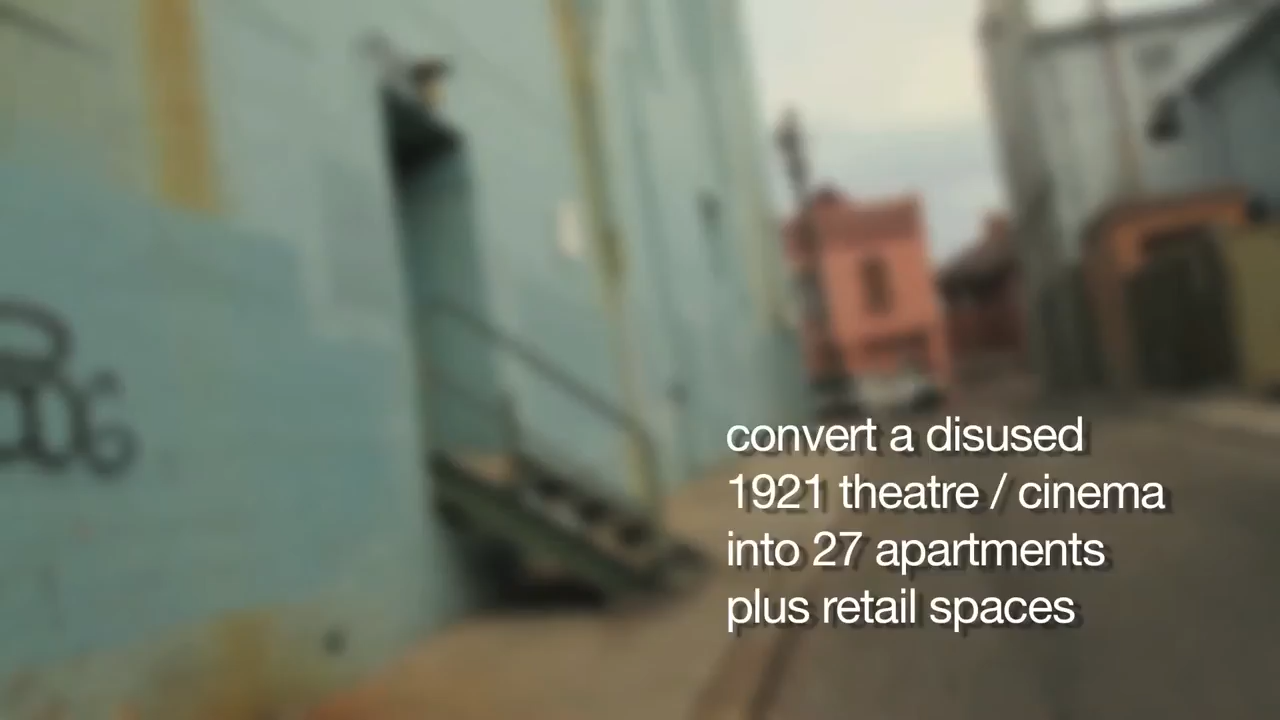 convert a disused
1921 theatre / cinema
into 27 apartments
plus retail spaces